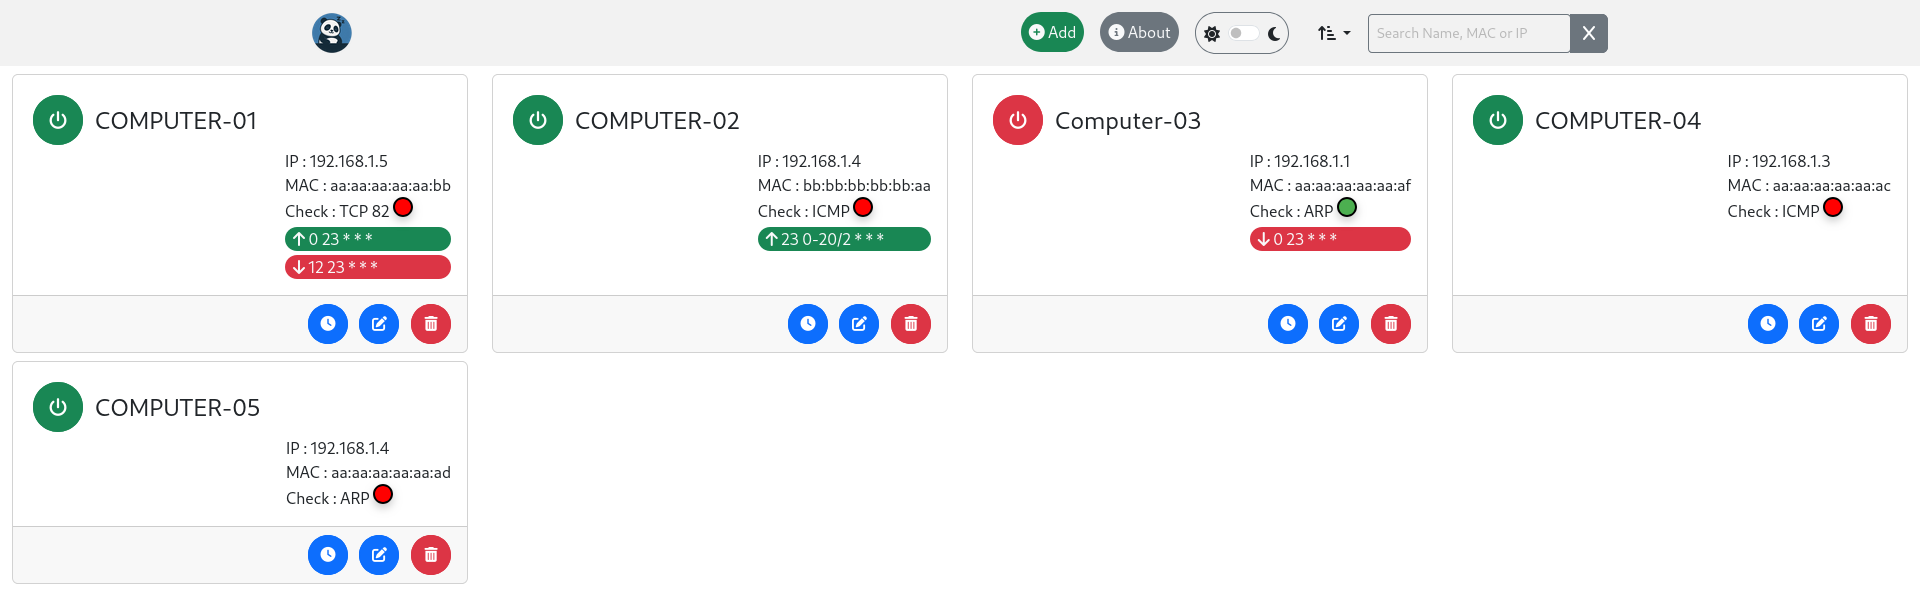 Add
About
Search Name, MAC or IP
COMPUTER-01
IP : 192.168.1.5
MAC : aa:aa:aa:aa:aa:bb
Check : TCP 82
0 23 * * *
12 23 * * *
COMPUTER-02
IP : 192.168.1.4
MAC : bb:bb:bb:bb:bb:aa
Check : ICMP
23 0-20/2 * * *
Computer-03
IP : 192.168.1.1
MAC : aa:aa:aa:aa:aa:af
Check : ARP
0 23 * * *
COMPUTER-04
IP : 192.168.1.3
MAC : aa:aa:aa:aa:aa:ac
Check : ICMP
COMPUTER-05
IP : 192.168.1.4
MAC : aa:aa:aa:aa:aa:ad
Check : ARP